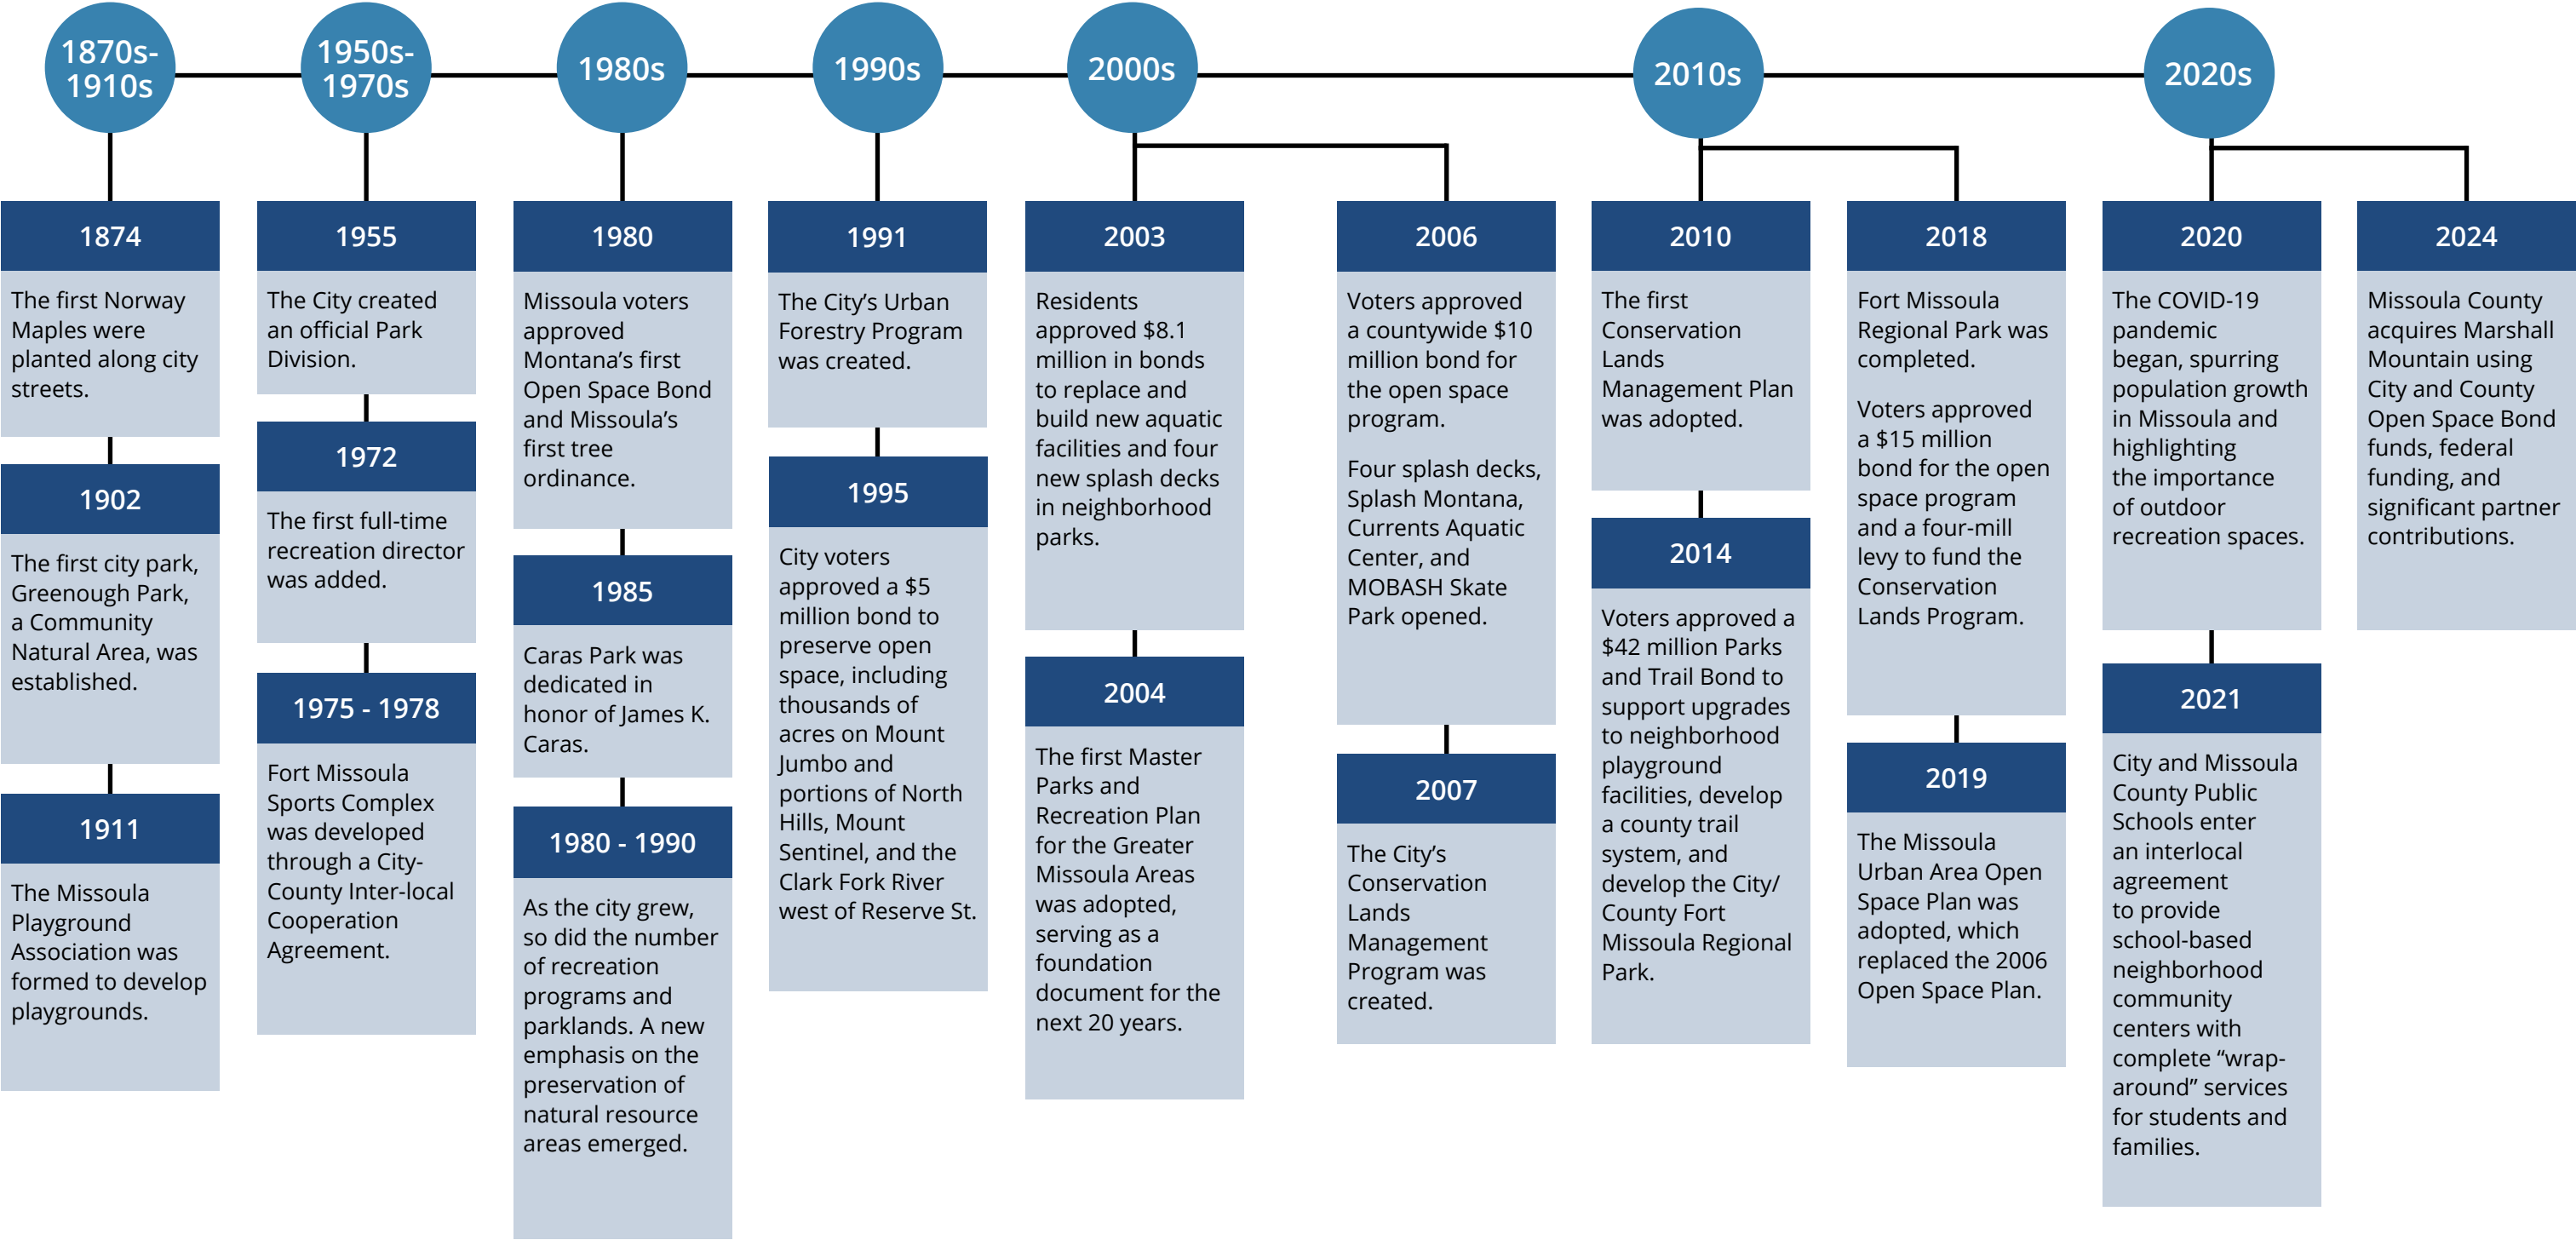 1870s-
1910s
1874
The first Norway
Maples were
planted along city
streets.
1902
The first city park,
Greenough Park,
a Community
Natural Area, was
established.
1911
The Missoula
Playground
Association was
formed to develop
playgrounds.
1950s-
1970s
1955
The City created
an official Park
Division.
1972
The first full-time
recreation director
was added.
1975 - 1978
Fort Missoula
Sports Complex
was developed
through a City-
County Inter-local
Cooperation
Agreement.
1980s
1980
Missoula voters
approved
Montana’s first
Open Space Bond
and Missoula’s
first tree
ordinance.
1985
Caras Park was
dedicated in
honor of James K.
Caras.
1980 - 1990
As the city grew,
so did the number
of recreation
programs and
parklands. A new
emphasis on the
preservation of
natural resource
areas emerged.
1990s
1991
The City’s Urban
Forestry Program
was created.
1995
City voters
approved a $5
million bond to
preserve open
space, including
thousands of
acres on Mount
Jumbo and
portions of North
Hills, Mount
Sentinel, and the
Clark Fork River
west of Reserve St.
2000s
2003
Residents
approved $8.1
million in bonds
to replace and
build new aquatic
facilities and four
new splash decks
in neighborhood
parks.
2004
The first Master
Parks and
Recreation Plan
for the Greater
Missoula Areas
was adopted,
serving as a
foundation
document for the
next 20 years.
2006
Voters approved
a countywide $10
million bond for
the open space
program.
Four splash decks,
Splash Montana,
Currents Aquatic
Center, and
MOBASH Skate
Park opened.
2007
The City’s
Conservation
Lands
Management
Program was
created.
2010s
2010
The first
Conservation
Lands
Management Plan
was adopted.
2014
Voters approved a
$42 million Parks
and Trail Bond to
support upgrades
to neighborhood
playground
facilities, develop
a county trail
system, and
develop the City/
County Fort
Missoula Regional
Park.
2018
Fort Missoula
Regional Park was
completed.
Voters approved
a $15 million
bond for the open
space program
and a four-mill
levy to fund the
Conservation
Lands Program.
2019
The Missoula
Urban Area Open
Space Plan was
adopted, which
replaced the 2006
Open Space Plan.
2020s
2020
The COVID-19
pandemic
began, spurring
population growth
in Missoula and
highlighting
the importance
of outdoor
recreation spaces.
2021
City and Missoula
County Public
Schools enter
an interlocal
agreement
to provide
school-based
neighborhood
community
centers with
complete “wrap-
around” services
for students and
families.
2024
Missoula County
acquires Marshall
Mountain using
City and County
Open Space Bond
funds, federal
funding, and
significant partner
contributions.